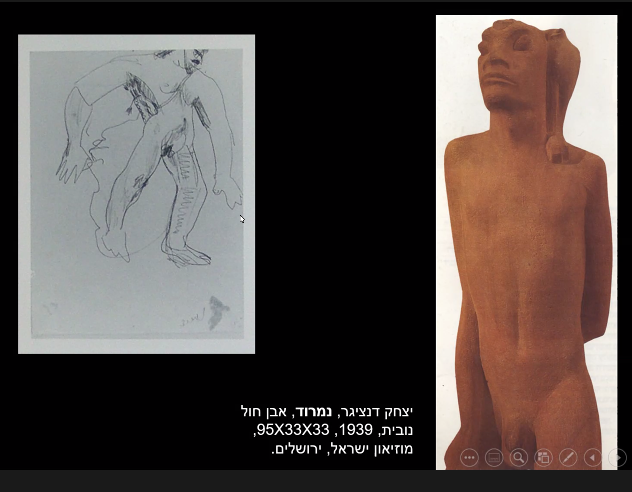 יצחק דנציגר, נמרוד, אבן חול
נובית, 1939, 95X33X33,
מוזיאון ישראל, ירושלים.